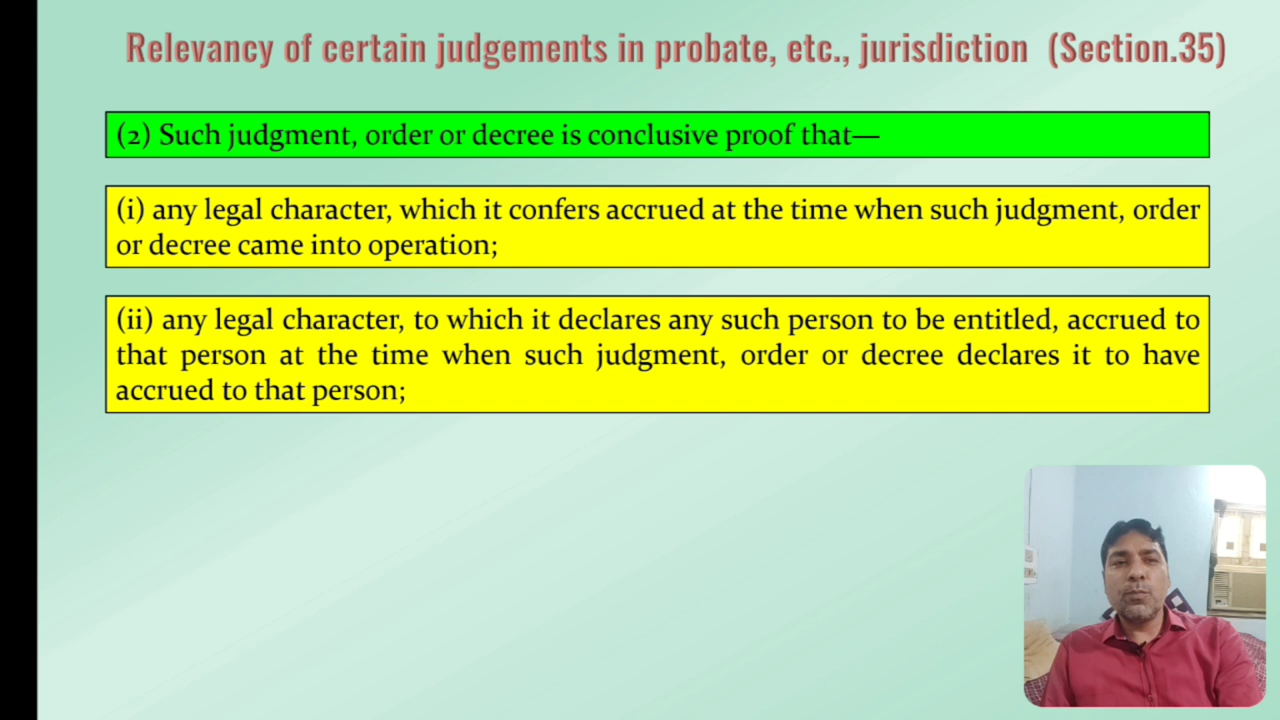 Relevancy of certain judgements in probate, etc., jurisdiction (Section.35)
(2) Such judgment, order or decree is conclusive proof that—
(i) any legal character, which it confers accrued at the time when such judgment, order
or decree came into operation;
(ii) any legal character, to which it declares any such person to be entitled, accrued to
that person at the time when such judgment, order or decree declares it to have
accrued to that person;